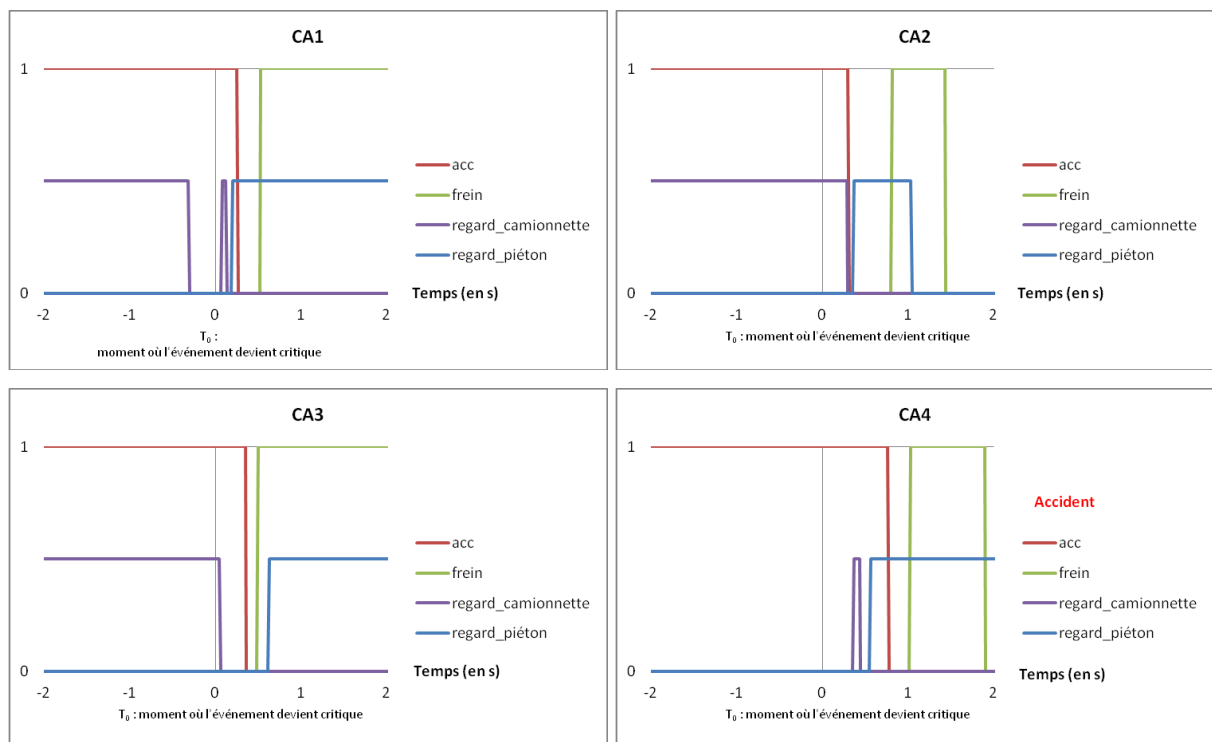 CA1
1
acc
frein
regard_camionnette
regard_piéton
0
Temps (en s)
-2 -1 0 1 2
T₀ :
moment où l'événement devient critique
CA2
1
acc
frein
regard_camionnette
regard_piéton
0
Temps (en s)
-2 0 1 2
T₀ : moment où l'événement devient critique
CA3
1
acc
frein
regard_camionnette
regard_piéton
0
Temps (en s)
-2 -1 0 1 2
T₀ : moment où l'événement devient critique
CA4
1
Accident
acc
frein
regard_camionnette
regard_piéton
0
Temps (en s)
-2 0 1 2
T₀ : moment où l'événement devient critique